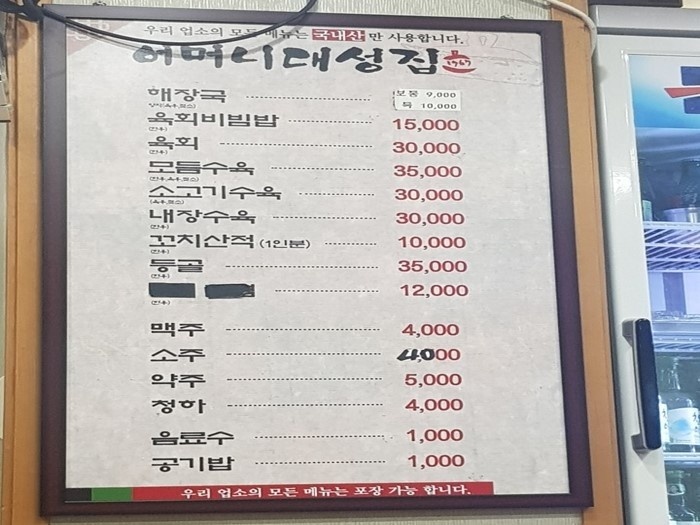 우리 업소의 모든 메뉴는 국내산 만 사용합니다.
어머니대성집 1967
해장국 보통 9,000
특 10,000
육회비빔밥 15,000
육회 30,000
모듬수육 35,000
소고기수육 30,000
내장수육 30,000
꼬치산적 (1인분) 10,000
등골 35,000
12,000
맥주 4,000
소주 4,000
약주 5,000
청하 4,000
음료수 1,000
공기밥 1,000
우리 업소의 모든 메뉴는 포장 가능 합니다.